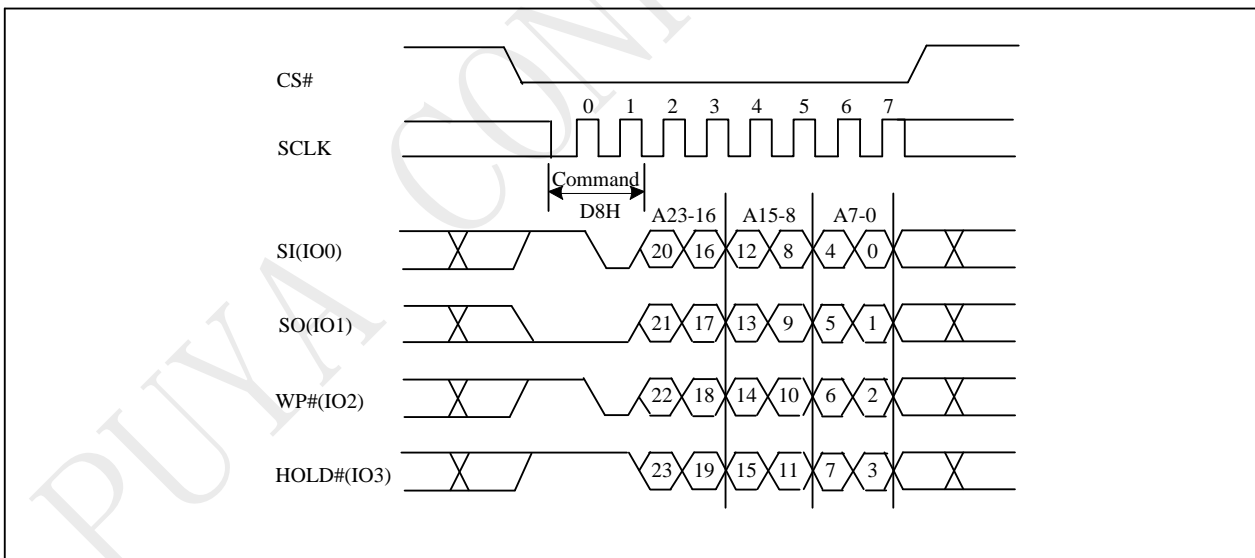 CS#
0 1 2 3 4 5 6 7
SCLK
Command
D8H
A23-16 A15-8 A7-0
SI(IO0) 20 16 12 8 4 0
SO(IO1) 21 17 13 9 5 1
WP#(IO2) 22 18 14 10 6 2
HOLD#(IO3) 23 19 15 11 7 3
PUYA CON